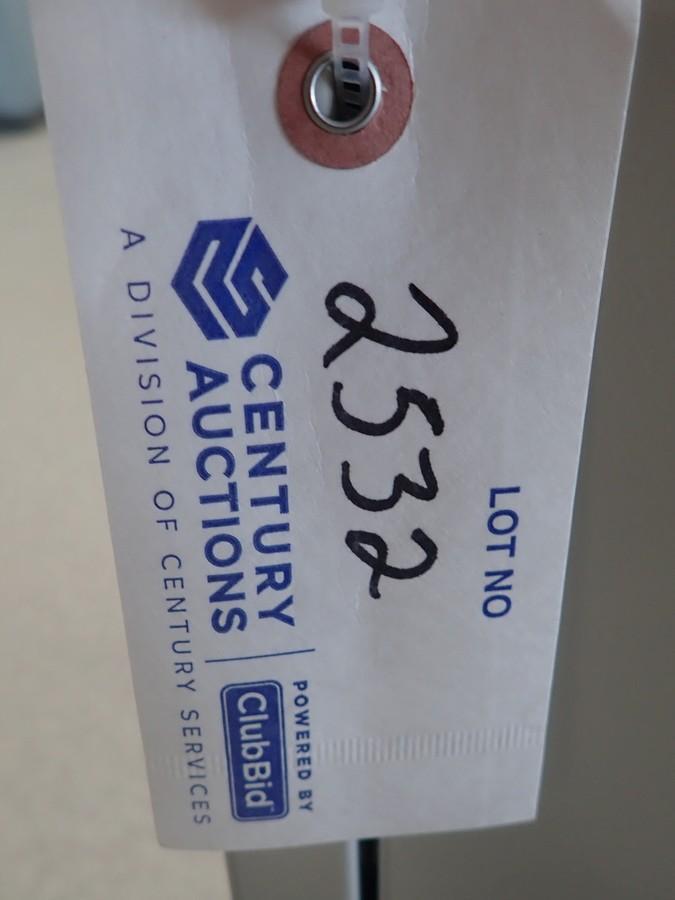 LOT NO
2532
CENTURY
AUCTIONS
POWERED BY
ClubBid
A DIVISION OF CENTURY SERVICES